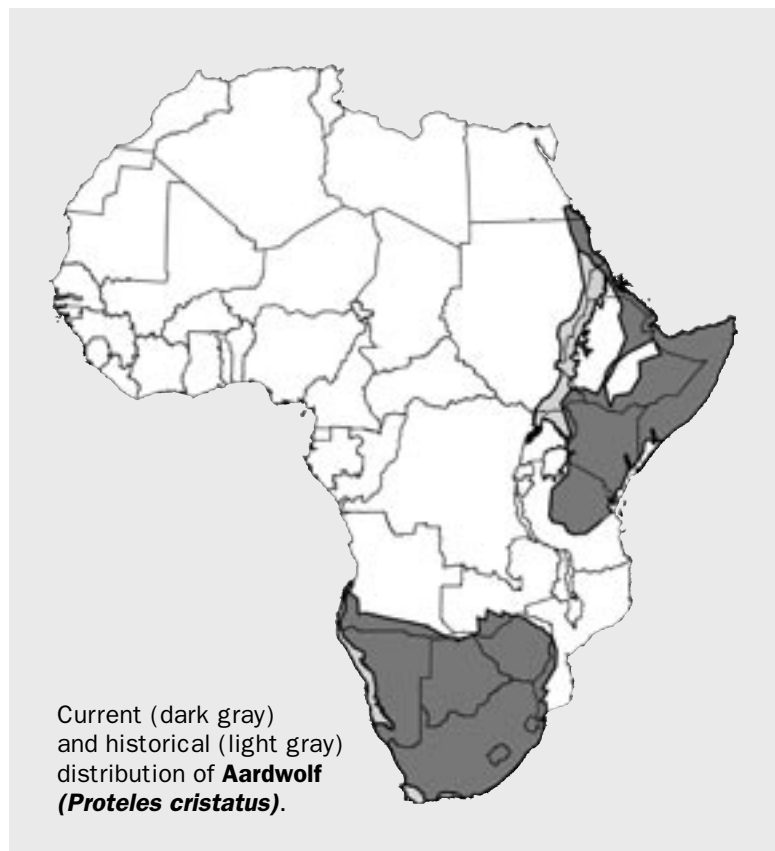 Current (dark gray)
and historical (light gray)
distribution of Aardwolf
(Proteles cristatus).